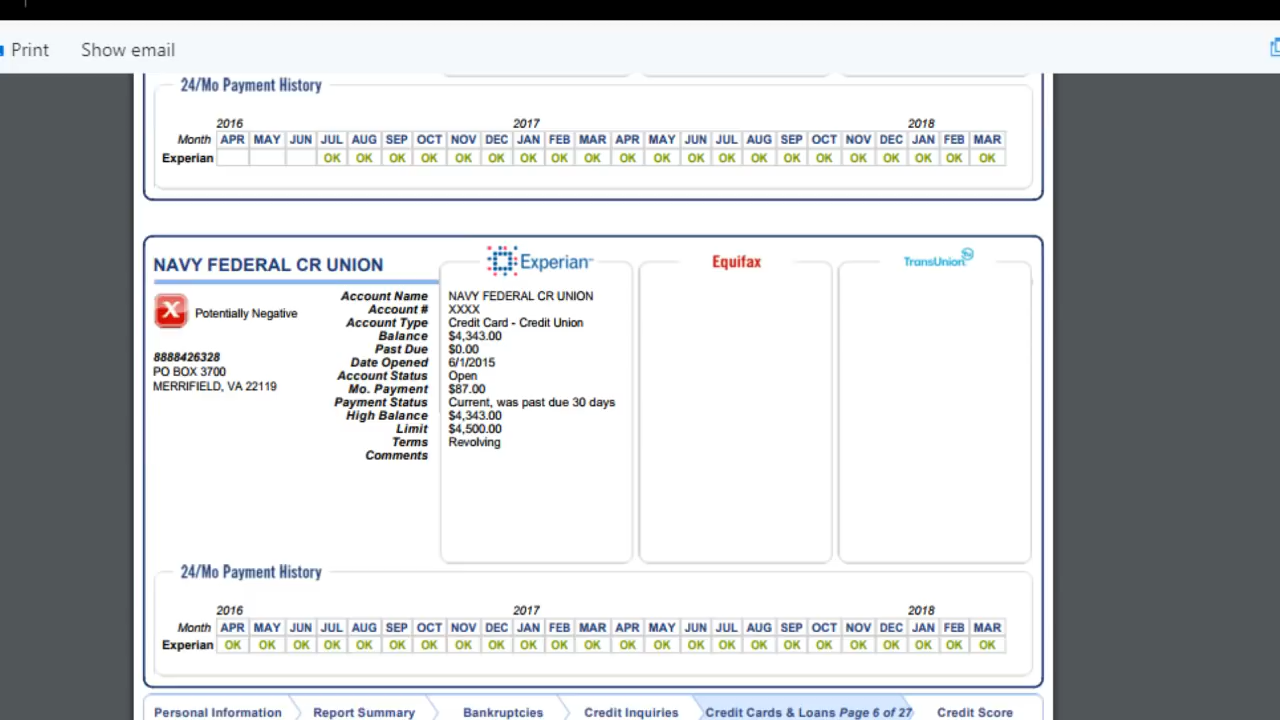 Print Show email
24/Mo Payment History
2016 2017 2018
Month APR MAY JUN JUL AUG SEP OCT NOV DEC JAN FEB MAR APR MAY JUN JUL AUG SEP OCT NOV DEC JAN FEB MAR
Experian OK OK OK OK OK OK OK OK OK OK OK OK OK OK OK OK OK OK OK OK OK
NAVY FEDERAL CR UNION Experian Equifax TransUnion
Potentially Negative
8888426328
PO BOX 3700
MERRIFIELD, VA 22119
Account Name NAVY FEDERAL CR UNION
Account # XXXX
Account Type Credit Card - Credit Union
Balance $4,343.00
Past Due $0.00
Date Opened 6/1/2015
Account Status Open
Mo. Payment $87.00
Payment Status Current, was past due 30 days
High Balance $4,343.00
Limit $4,500.00
Terms Revolving
Comments
24/Mo Payment History
2016 2017 2018
Month APR MAY JUN JUL AUG SEP OCT NOV DEC JAN FEB MAR APR MAY JUN JUL AUG SEP OCT NOV DEC JAN FEB MAR
Experian OK OK OK OK OK OK OK OK OK OK OK OK OK OK OK OK OK OK OK OK OK OK OK OK
Personal Information Report Summary Bankruptcies Credit Inquiries Credit Cards & Loans Page 6 of 27 Credit Score